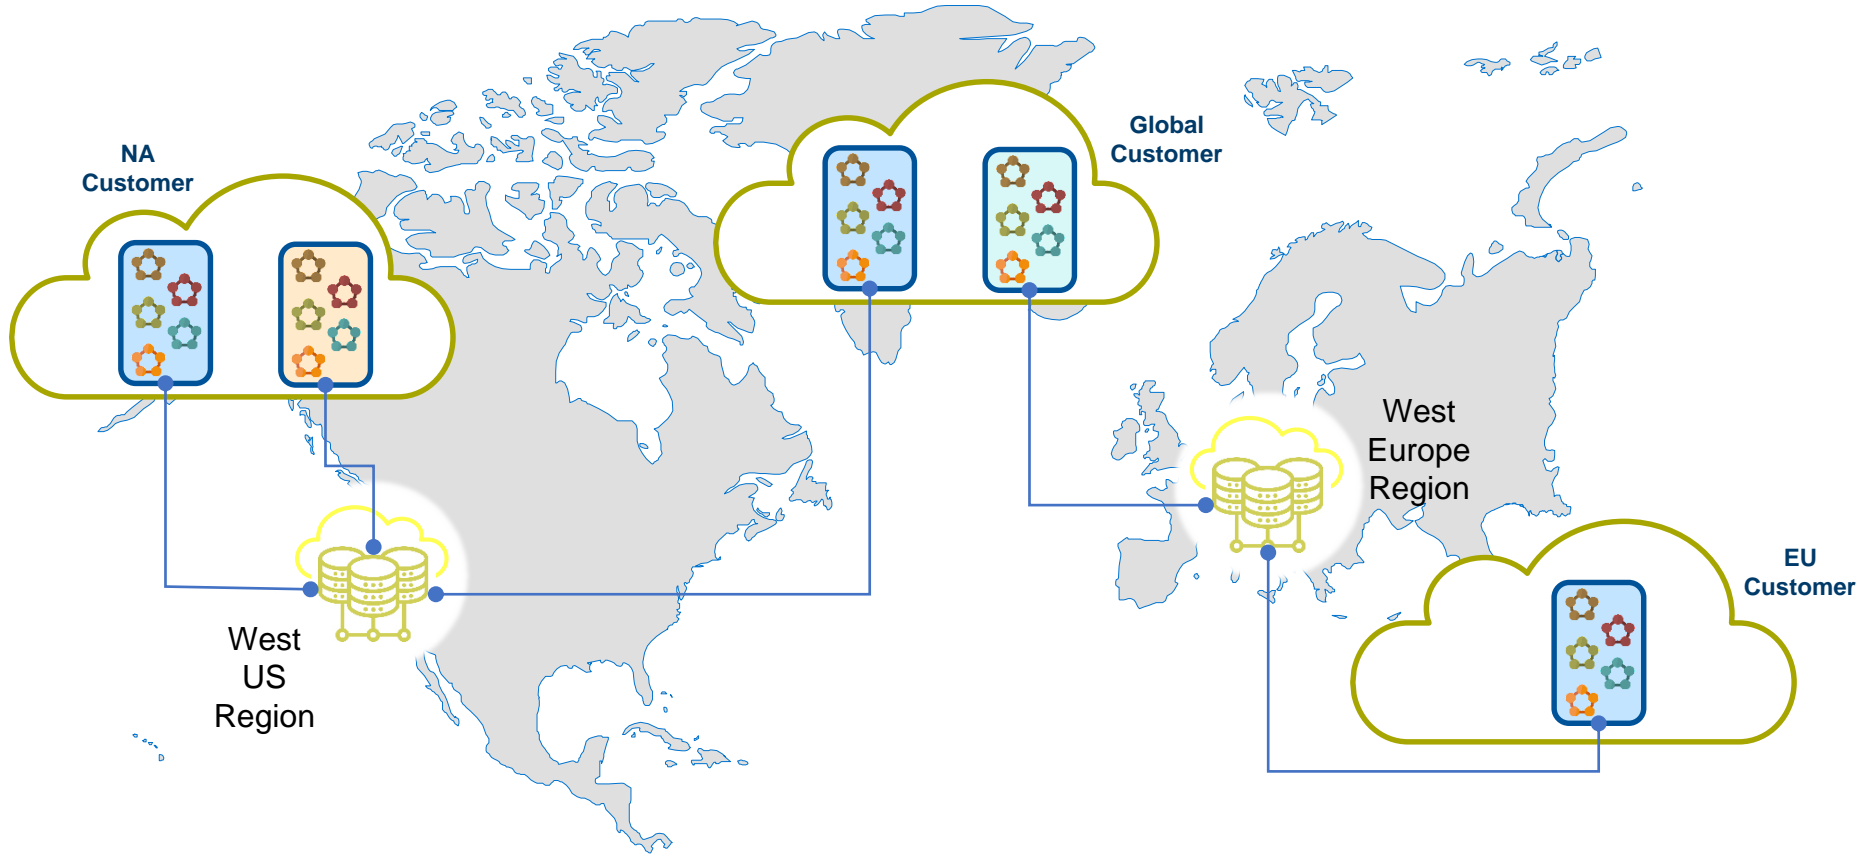 NA
Customer
Global
Customer
West
Europe
Region
EU
Customer
West
US
Region